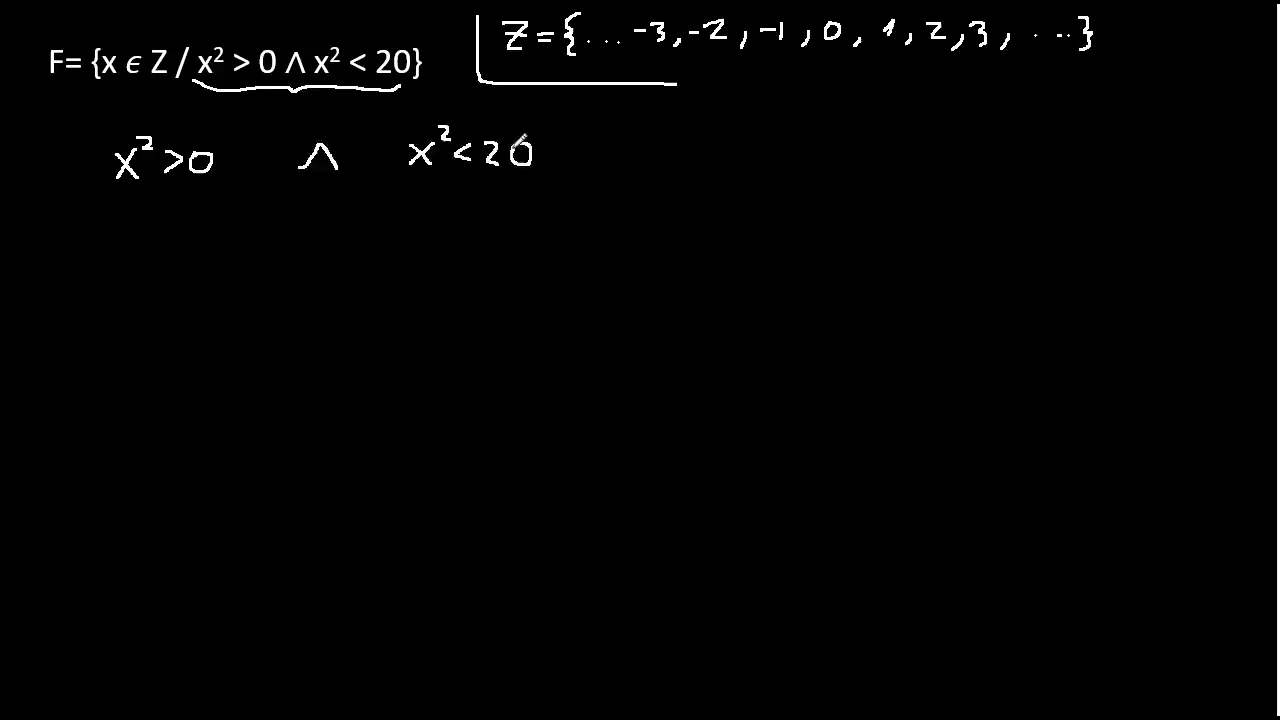 Z = {... -3, -2, -1, 0, 1, 2, 3, ...}
F= {x ϵ Z / x² > 0 ∧ x² < 20}
x² > 0 ∧ x² < 20